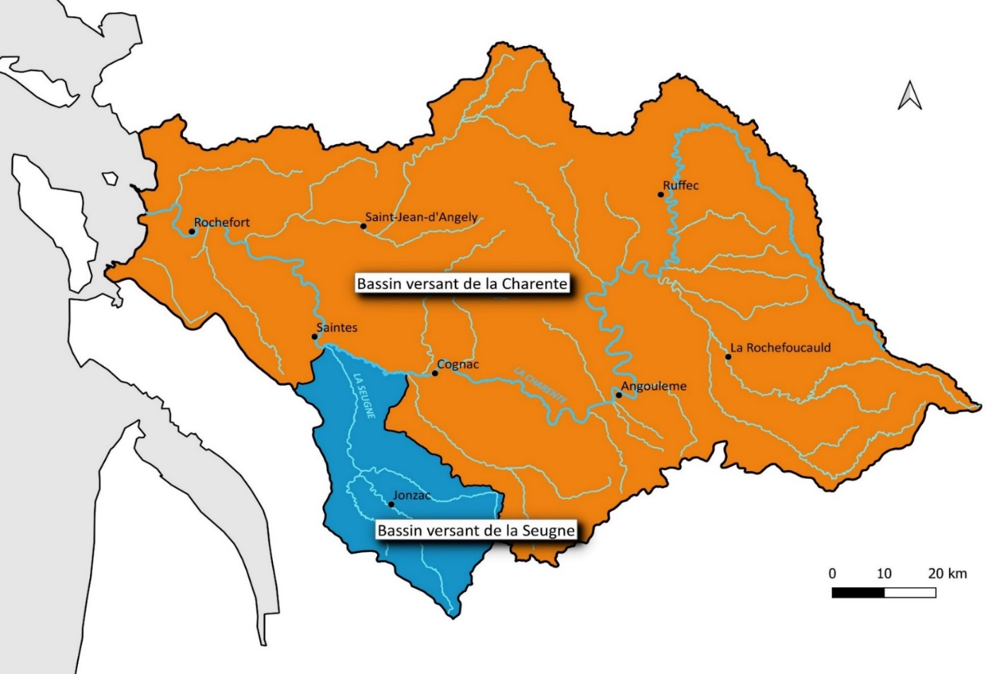 Ruffec
Saint-Jean-d'Angely
Rochefort
Bassin versant de la Charente
Saintes
La Rochefoucauld
Cognac
LA CHARENTE
Angouleme
LA SEUGNE
Jonzac
Bassin versant de la Seugne
0 10 20 km